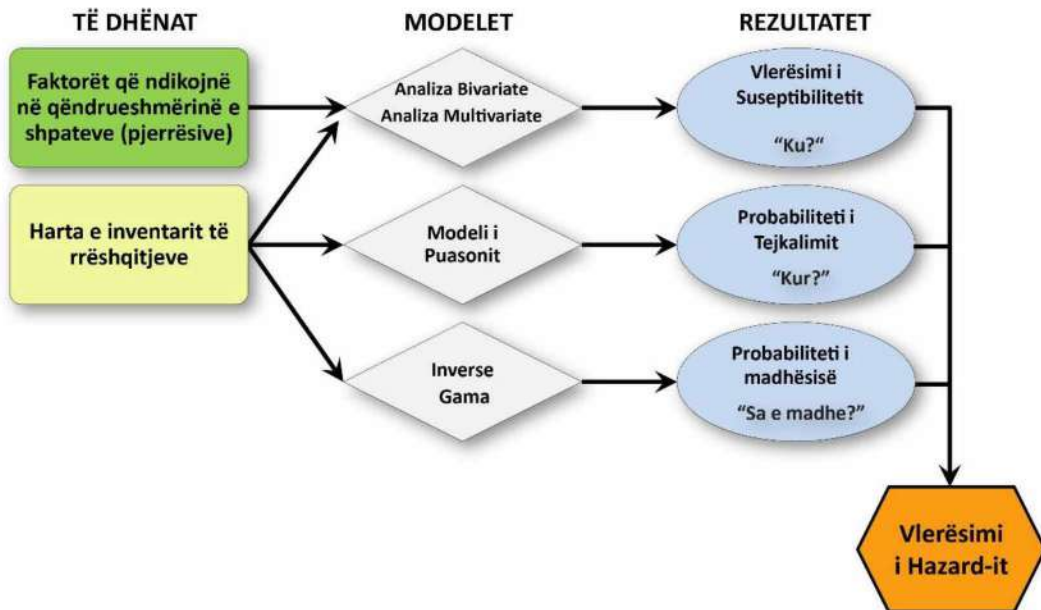 TË DHËNAT
MODELET
REZULTATET
Faktorët që ndikojnë
në qëndrueshmërinë e
shpateve (pjerrësive)
Analiza Bivariate
Analiza Multivariate
Vlerësimi i
Suseptibilitetit
“Ku?“
Harta e inventarit të
rrëshqitjeve
Modeli i
Puasonit
Probabiliteti i
Tejkalimit
“Kur?”
Inverse
Gama
Probabiliteti i
madhësisë
“Sa e madhe?”
Vlerësimi
i Hazard-it